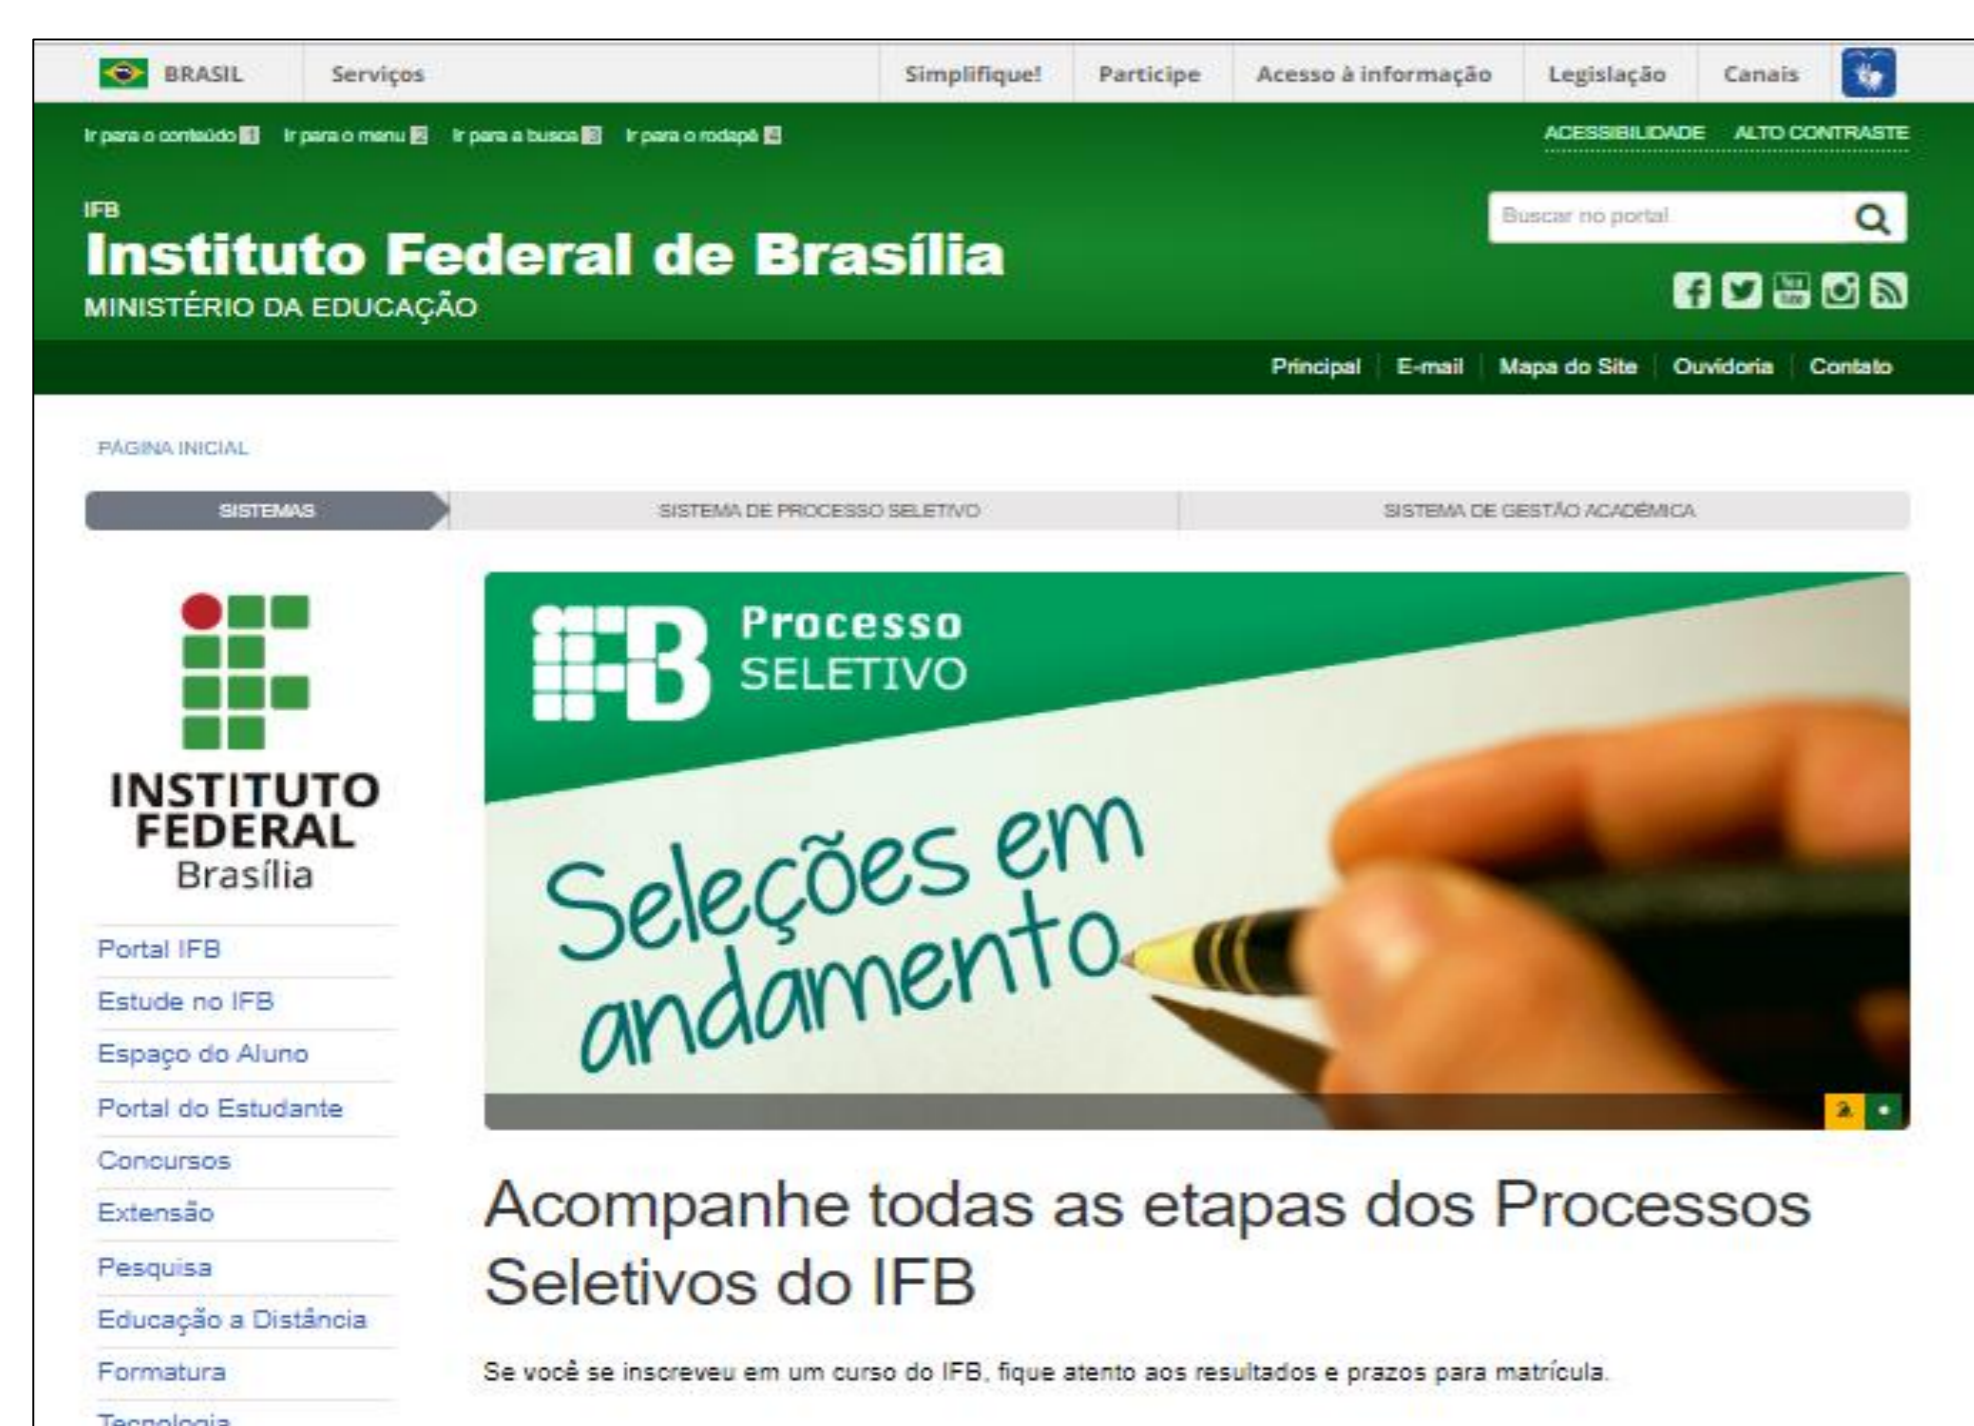 BRASIL Serviços Simplifique! Participe Acesso à informação Legislação Canais
Ir para o conteúdo 1 Ir para o menu 2 Ir para a busca 3 Ir para o rodapé 4 ACESSIBILIDADE ALTO CONTRASTE
IFB
Instituto Federal de Brasília
MINISTÉRIO DA EDUCAÇÃO
Buscar no portal
Principal E-mail Mapa do Site Ouvidoria Contato
PÁGINA INICIAL
SISTEMAS SISTEMA DE PROCESSO SELETIVO SISTEMA DE GESTÃO ACADÊMICA
INSTITUTO
FEDERAL
Brasília
Portal IFB
Estude no IFB
Espaço do Aluno
Portal do Estudante
Concursos
Extensão
Pesquisa
Educação a Distância
Formatura
Tecnologia
IFB Processo
SELETIVO
Seleções em
andamento
Acompanhe todas as etapas dos Processos
Seletivos do IFB
Se você se inscreveu em um curso do IFB, fique atento aos resultados e prazos para matrícula.